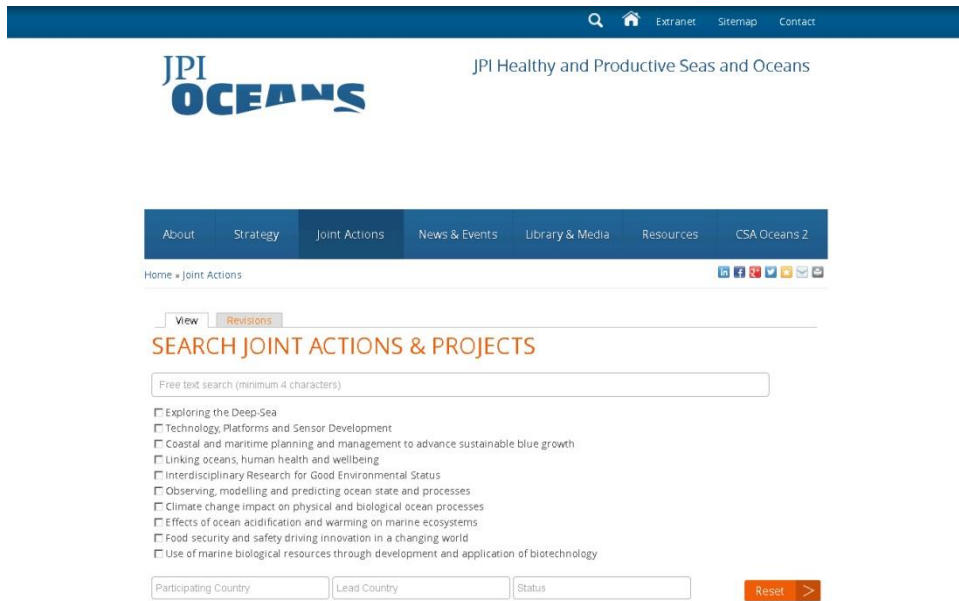 Extranet Sitemap Contact
JPI
OCEANS
JPI Healthy and Productive Seas and Oceans
About Strategy Joint Actions News & Events Library & Media Resources CSA Oceans 2
Home » Joint Actions
View Revisions
SEARCH JOINT ACTIONS & PROJECTS
Free text search (minimum 4 characters)
Exploring the Deep-Sea
Technology, Platforms and Sensor Development
Coastal and maritime planning and management to advance sustainable blue growth
Linking oceans, human health and wellbeing
Interdisciplinary Research for Good Environmental Status
Observing, modelling and predicting ocean state and processes
Climate change impact on physical and biological ocean processes
Effects of ocean acidification and warming on marine ecosystems
Food security and safety driving innovation in a changing world
Use of marine biological resources through development and application of biotechnology
Participating Country Lead Country Status Reset >